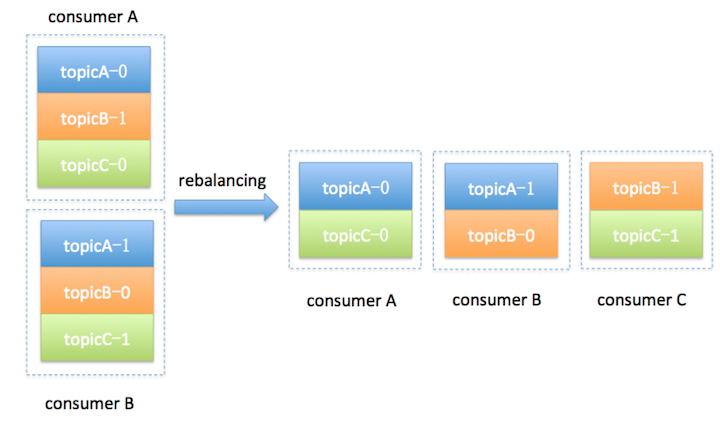 consumer A
topicA-0
topicB-1
topicC-0
topicA-1
topicB-0
topicC-1
consumer B
rebalancing
topicA-0
topicC-0
consumer A
topicA-1
topicB-0
consumer B
topicB-1
topicC-1
consumer C